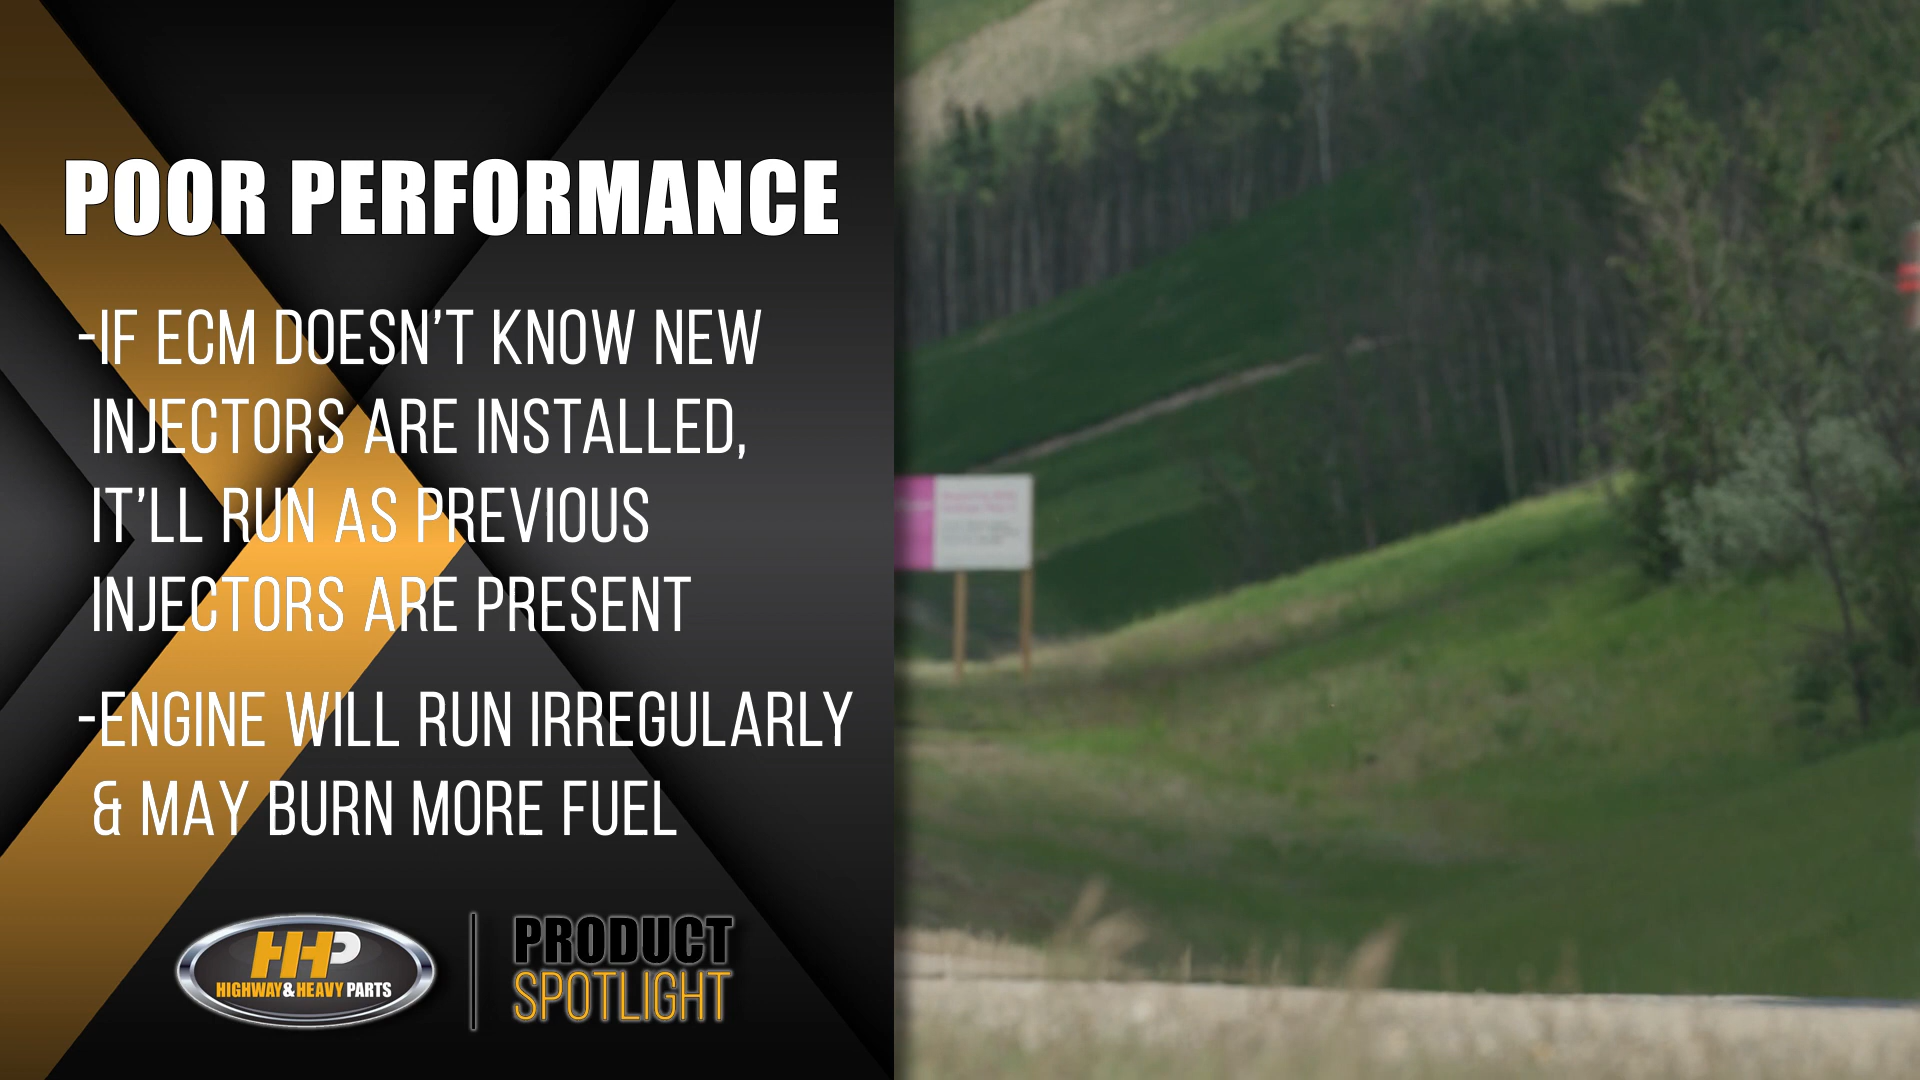 POOR PERFORMANCE
-IF ECM DOESN'T KNOW NEW
INJECTORS ARE INSTALLED,
IT'LL RUN AS PREVIOUS
INJECTORS ARE PRESENT
-ENGINE WILL RUN IRREGULARLY
& MAY BURN MORE FUEL
HHP
HIGHWAY&HEAVY PARTS
PRODUCT
SPOTLIGHT